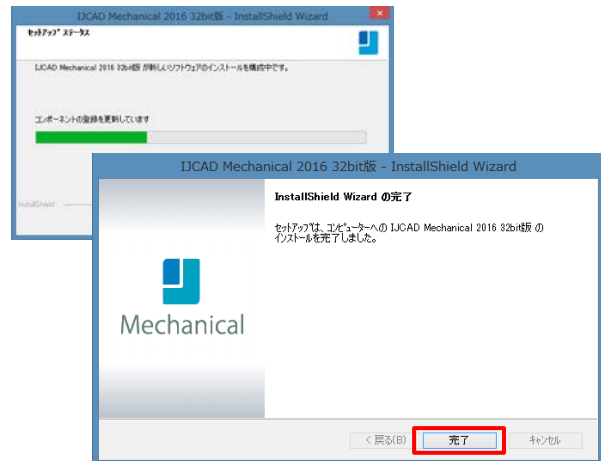 IJCAD Mechanical 2016 32bit版 - InstallShield Wizard
セットアップ ステータス
IJCAD Mechanical 2016 32bit版 が新しいソフトウェアのインストールを構成中です。
コンポーネントの登録を更新しています
InstallShield
IJCAD Mechanical 2016 32bit版 - InstallShield Wizard
InstallShield Wizard の完了
セットアップは、コンピューターへの IJCAD Mechanical 2016 32bit版 の
インストールを完了しました。
Mechanical
< 戻る(B)
完了
キャンセル